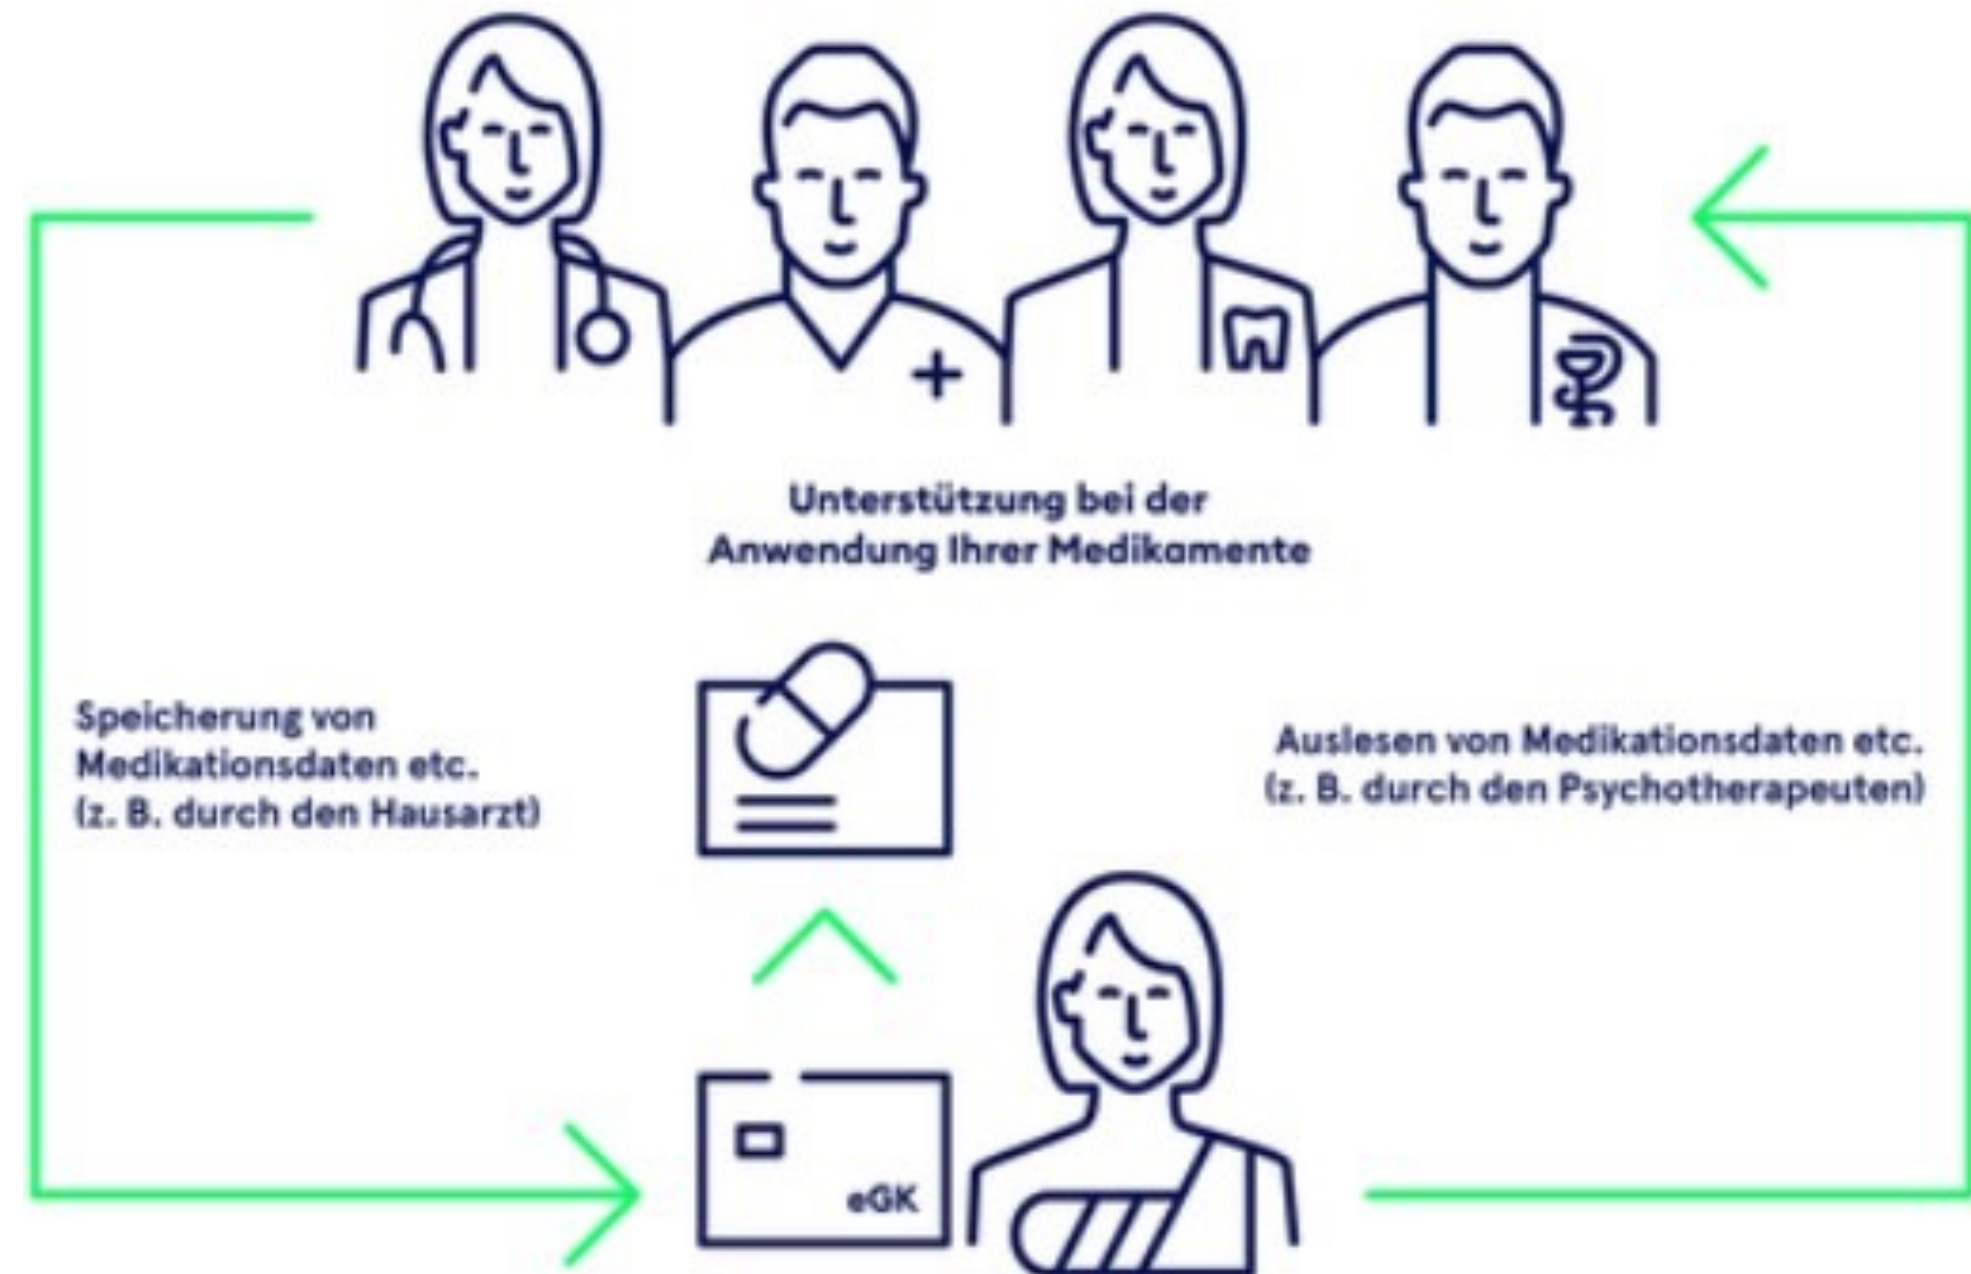 Unterstützung bei der
Anwendung Ihrer Medikamente
Speicherung von
Medikationsdaten etc.
(z. B. durch den Hausarzt)
Auslesen von Medikationsdaten etc.
(z. B. durch den Psychotherapeuten)
eGK